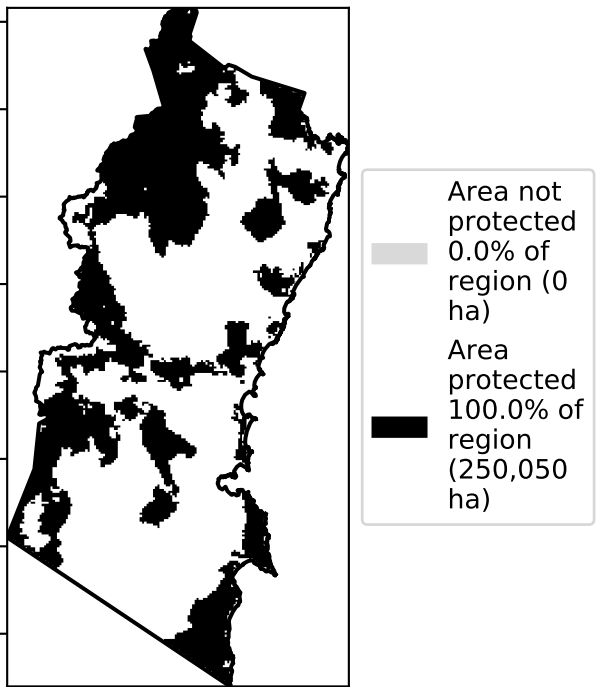 Area not
protected
0.0% of
region (0
ha)
Area
protected
100.0% of
region
(250,050
ha)